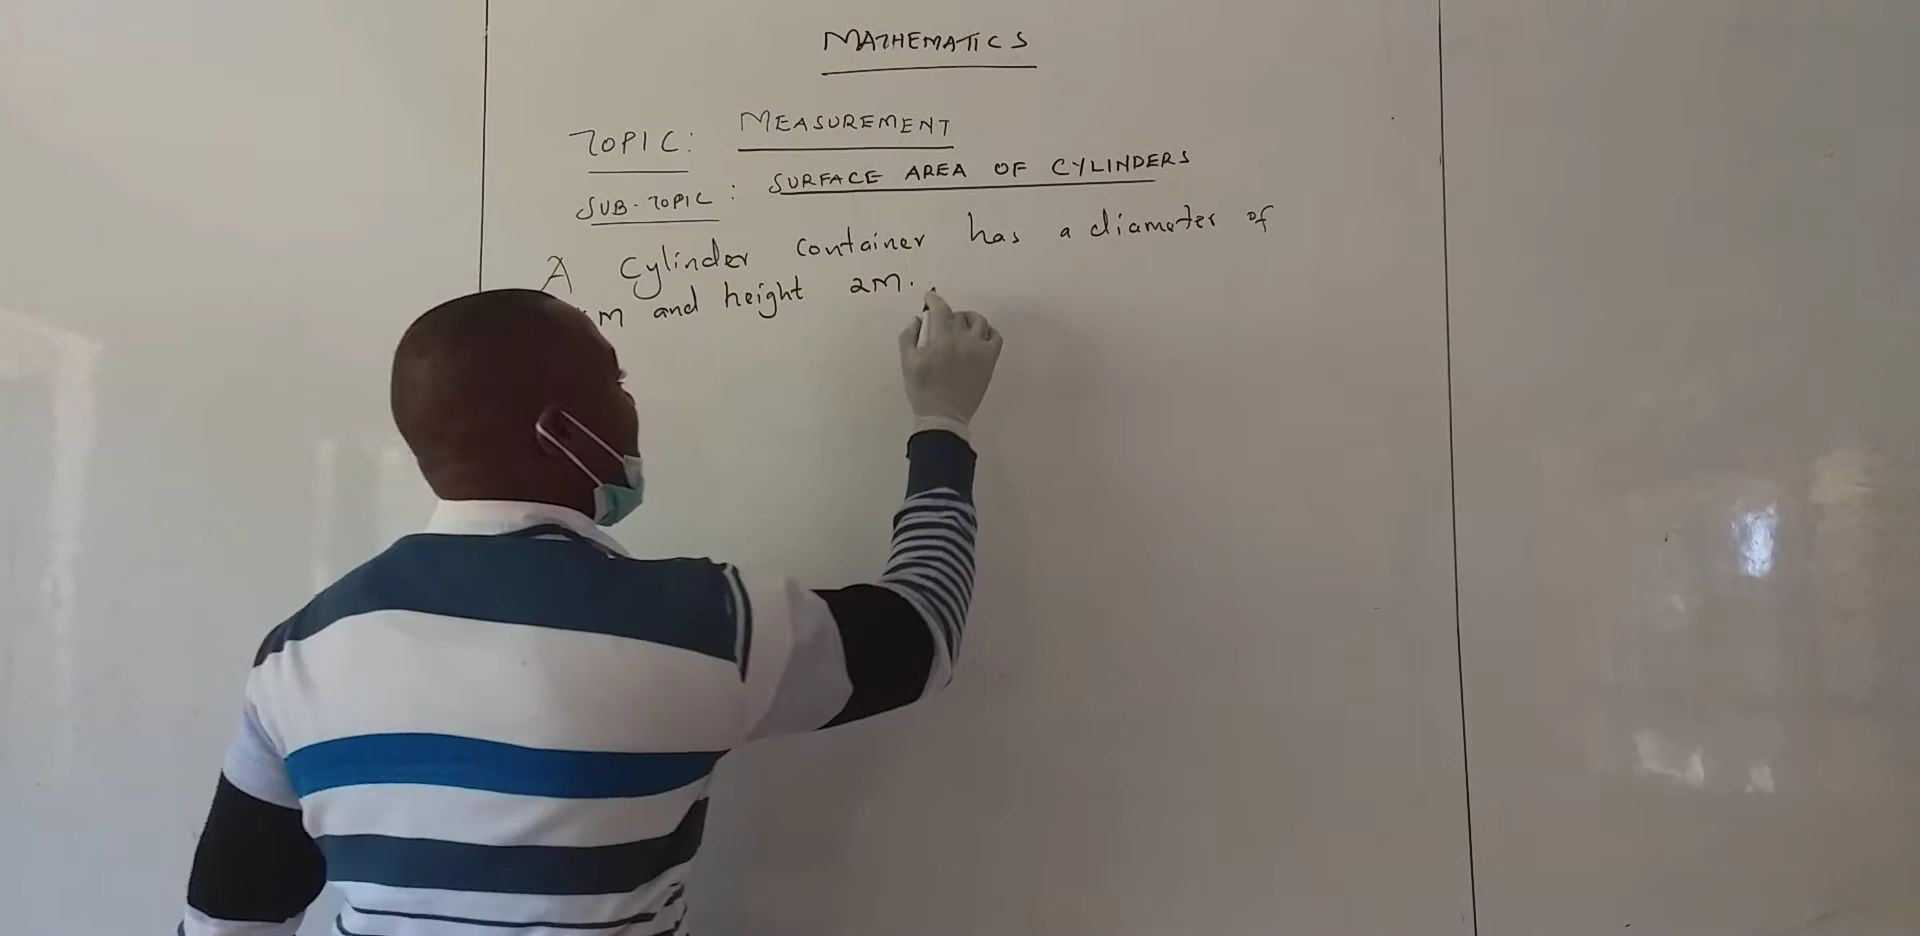 MATHEMATICS
TOPIC: MEASUREMENT
SUB-TOPIC: SURFACE AREA OF CYLINDERS
A Cylinder container has a diameter of
m and height 2m.